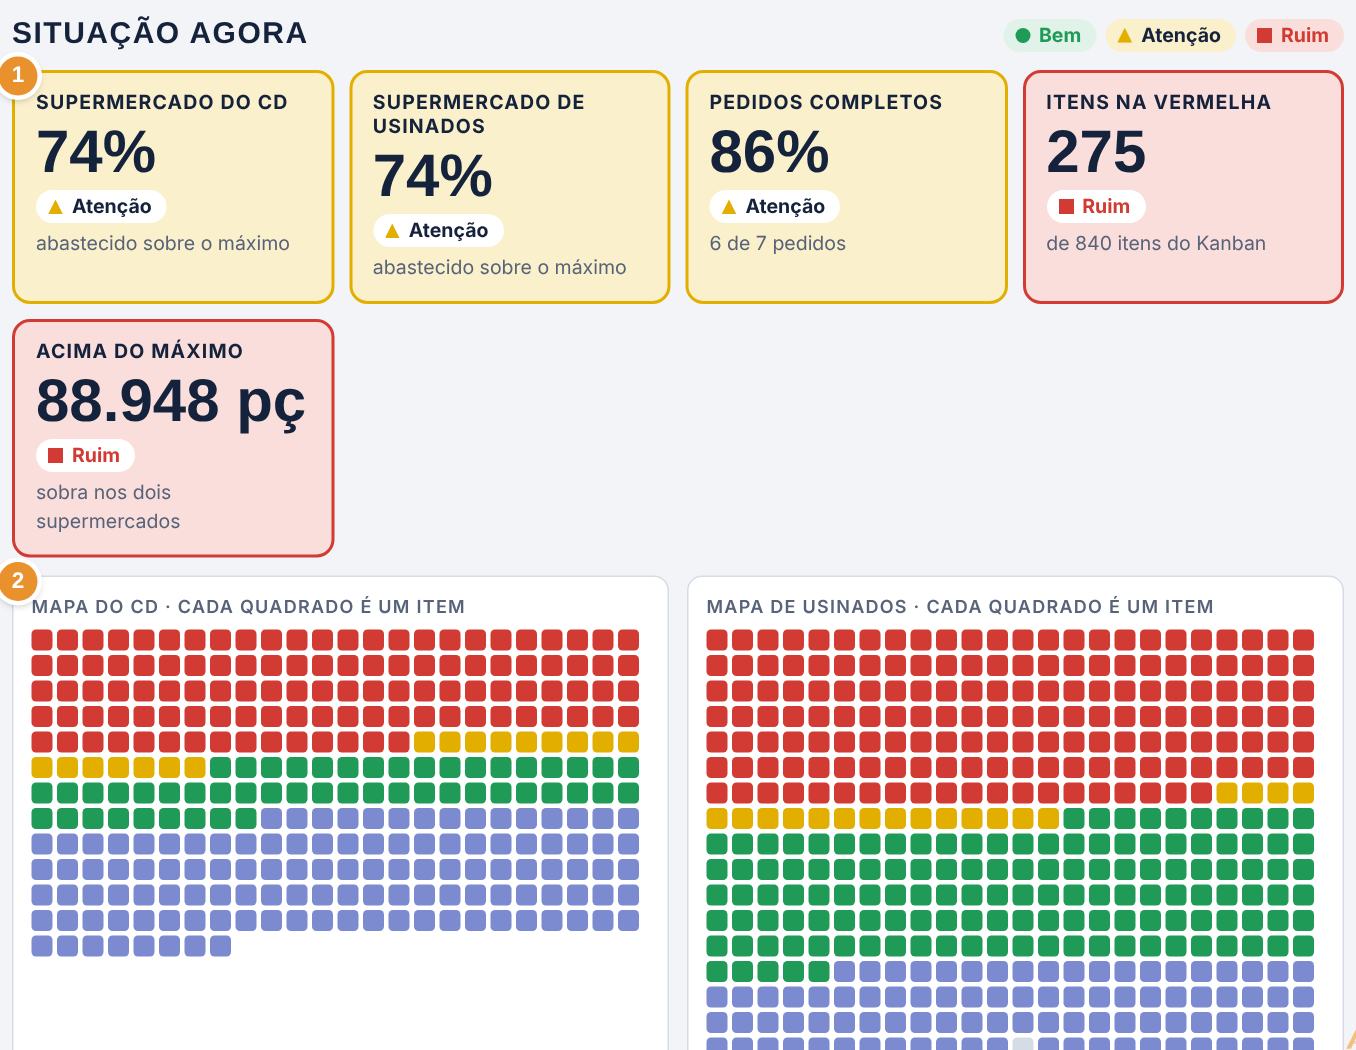 SITUAÇÃO AGORA
Bem
Atenção
Ruim
1
SUPERMERCADO DO CD
74%
Atenção
abastecido sobre o máximo
SUPERMERCADO DE
USINADOS
74%
Atenção
abastecido sobre o máximo
PEDIDOS COMPLETOS
86%
Atenção
6 de 7 pedidos
ITENS NA VERMELHA
275
Ruim
de 840 itens do Kanban
ACIMA DO MÁXIMO
88.948 pç
Ruim
sobra nos dois
supermercados
2
MAPA DO CD · CADA QUADRADO É UM ITEM
MAPA DE USINADOS · CADA QUADRADO É UM ITEM